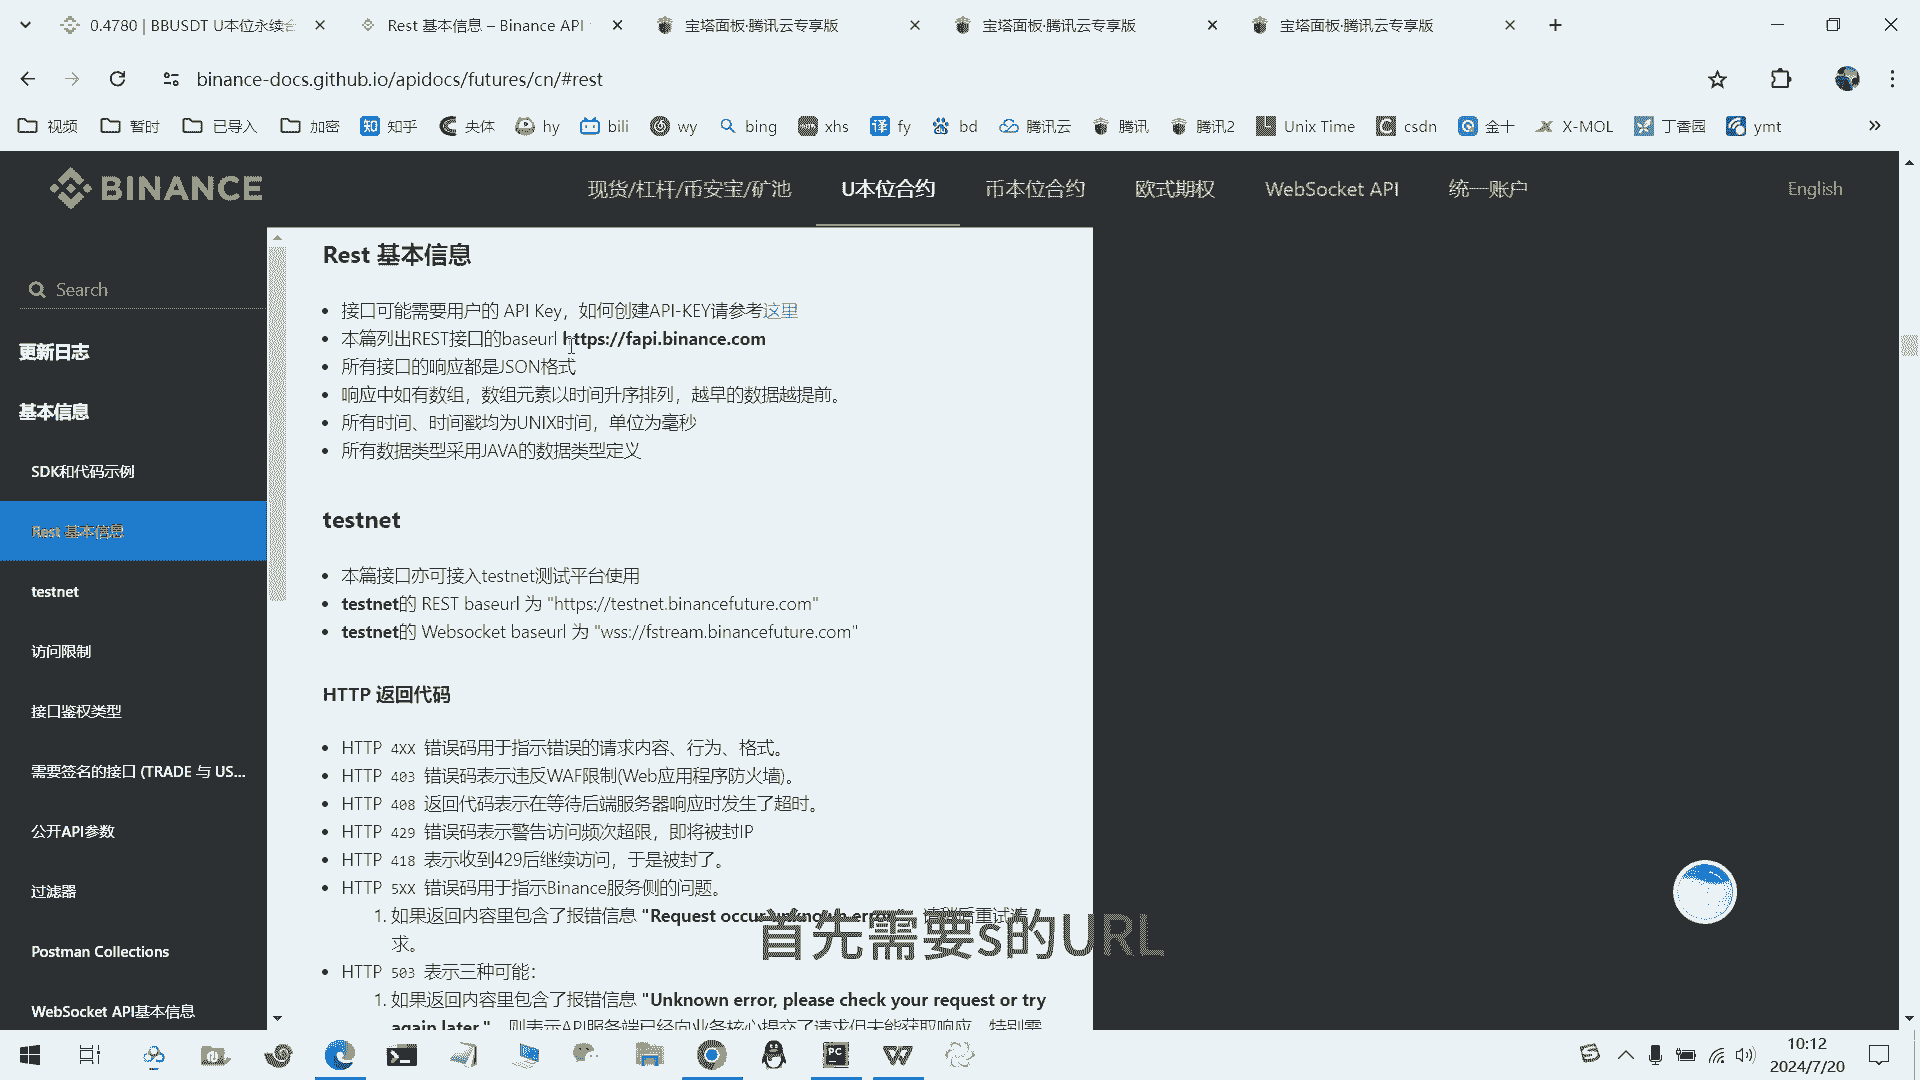 0.4780 | BBUSDT U本位永续合
Rest 基本信息 – Binance API
宝塔面板·腾讯云专享版
宝塔面板·腾讯云专享版
宝塔面板·腾讯云专享版
binance-docs.github.io/apidocs/futures/cn/#rest
视频 暂时 已导入 加密 知乎 央体 hy bili wy bing xhs fy bd 腾讯云 腾讯 腾讯2 Unix Time csdn 金十 X-MOL 丁香园 ymt
BINANCE
现货/杠杆/币安宝/矿池 U本位合约 币本位合约 欧式期权 WebSocket API 统一账户 English
Search
更新日志
基本信息
SDK和代码示例
Rest 基本信息
testnet
访问限制
接口鉴权类型
需要签名的接口 (TRADE 与 US...
公开API参数
过滤器
Postman Collections
WebSocket API基本信息
Rest 基本信息
接口可能需要用户的 API Key，如何创建API-KEY请参考这里
本篇列出REST接口的baseurl https://fapi.binance.com
所有接口的响应都是JSON格式
响应中如有数组，数组元素以时间升序排列，越早的数据越提前。
所有时间、时间戳均为UNIX时间，单位为毫秒
所有数据类型采用JAVA的数据类型定义
testnet
本篇接口亦可接入testnet测试平台使用
testnet的 REST baseurl 为 "https://testnet.binancefuture.com"
testnet的 Websocket baseurl 为 "wss://fstream.binancefuture.com"
HTTP 返回代码
HTTP 4XX 错误码用于指示错误的请求内容、行为、格式。
HTTP 403 错误码表示违反WAF限制(Web应用程序防火墙)。
HTTP 408 返回代码表示在等待后端服务器响应时发生了超时。
HTTP 429 错误码表示警告访问频次超限，即将被封IP
HTTP 418 表示收到429后继续访问，于是被封了。
HTTP 5XX 错误码用于指示Binance服务侧的问题。
1. 如果返回内容里包含了报错信息 "Request occur unknown error"，请稍后重试请
求。
HTTP 503 表示三种可能：
1. 如果返回内容里包含了报错信息 "Unknown error, please check your request or try
again later."，则表示API服务端已经向业务核心提交了请求但未能获取响应，特别需
首先需要s的URL
10:12
2024/7/20